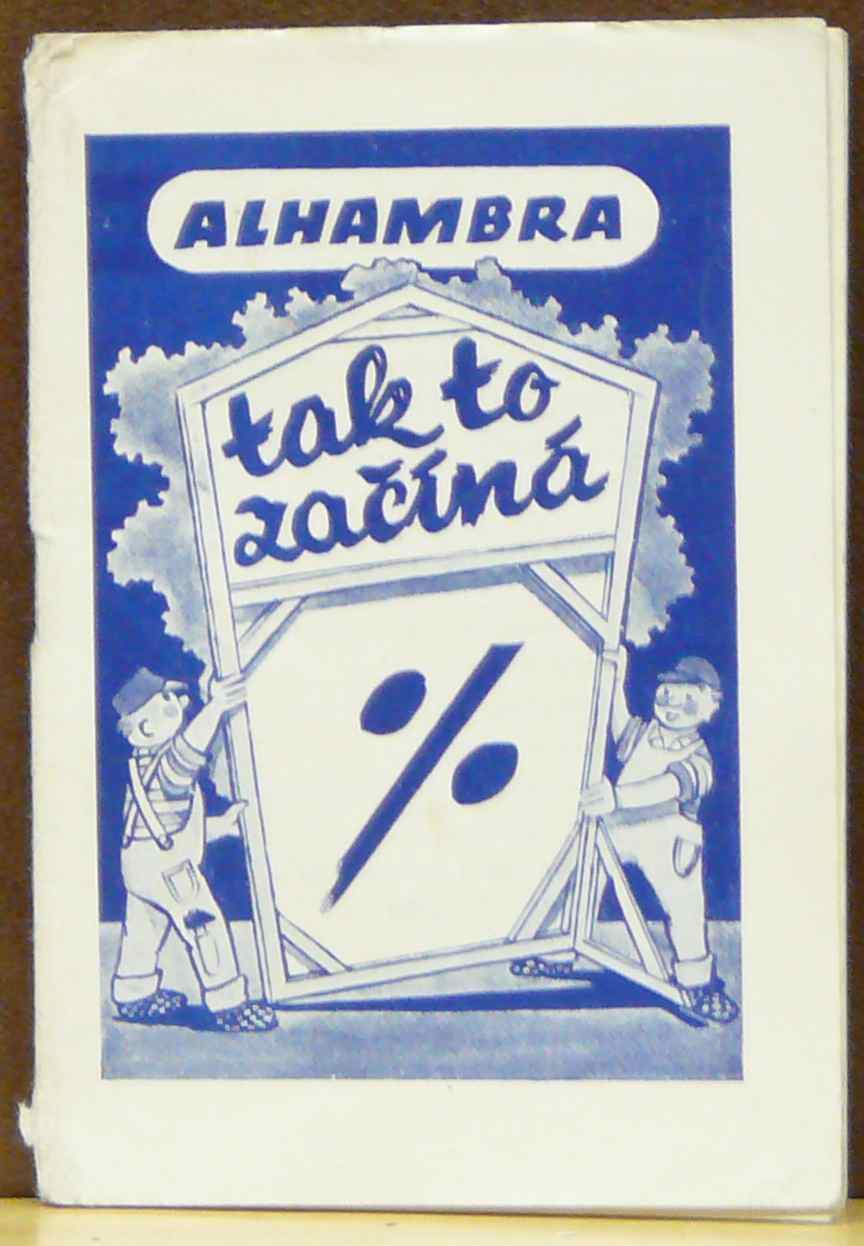 ALHAMBRA
tak to
začíná
%